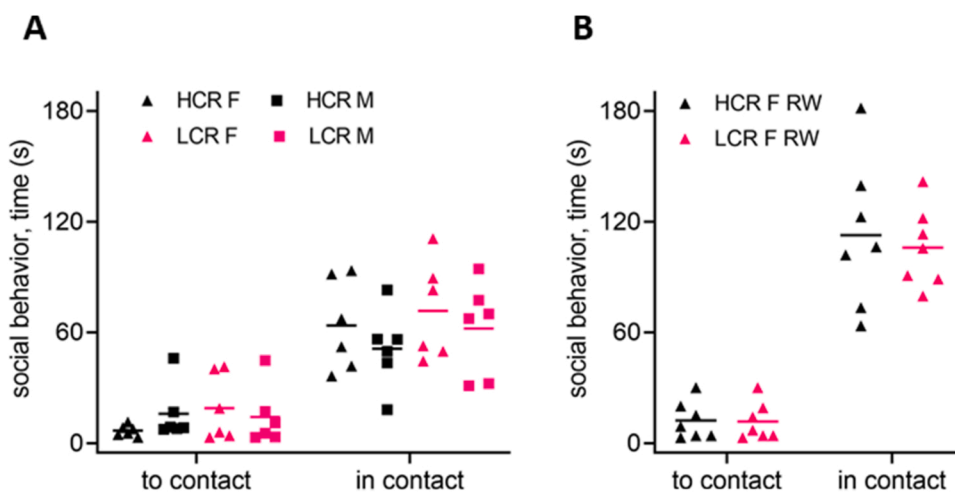 A
HCR F HCR M
LCR F LCR M
social behavior, time (s)
180
120
60
0
to contact in contact
B
HCR F RW
LCR F RW
social behavior, time (s)
180
120
60
0
to contact in contact